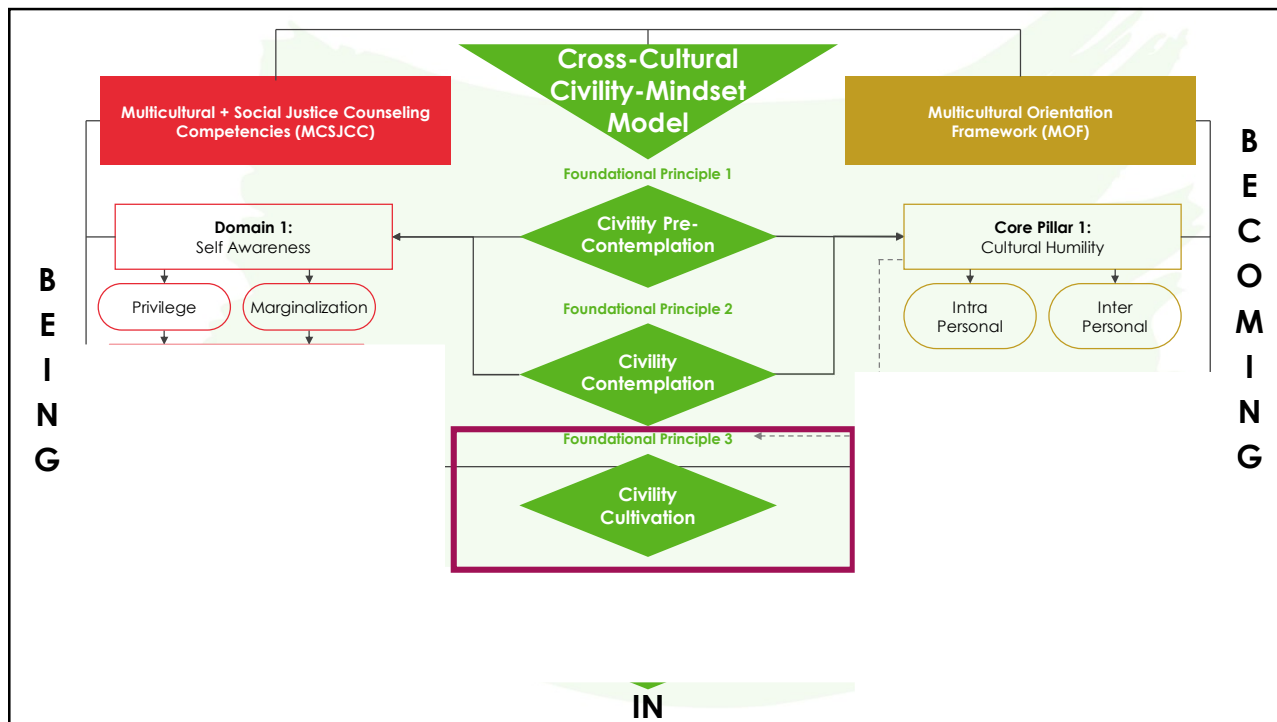 Cross-Cultural
Civility-Mindset
Model
Multicultural + Social Justice Counseling
Competencies (MCSJCC)
Multicultural Orientation
Framework (MOF)
Foundational Principle 1
Civitity Pre-
Contemplation
Domain 1:
Self Awareness
Core Pillar 1:
Cultural Humility
Privilege
Marginalization
Intra
Personal
Inter
Personal
Foundational Principle 2
Civility
Contemplation
Foundational Principle 3
Civility
Cultivation
B
E
I
N
G
B
E
C
O
M
I
N
G
IN